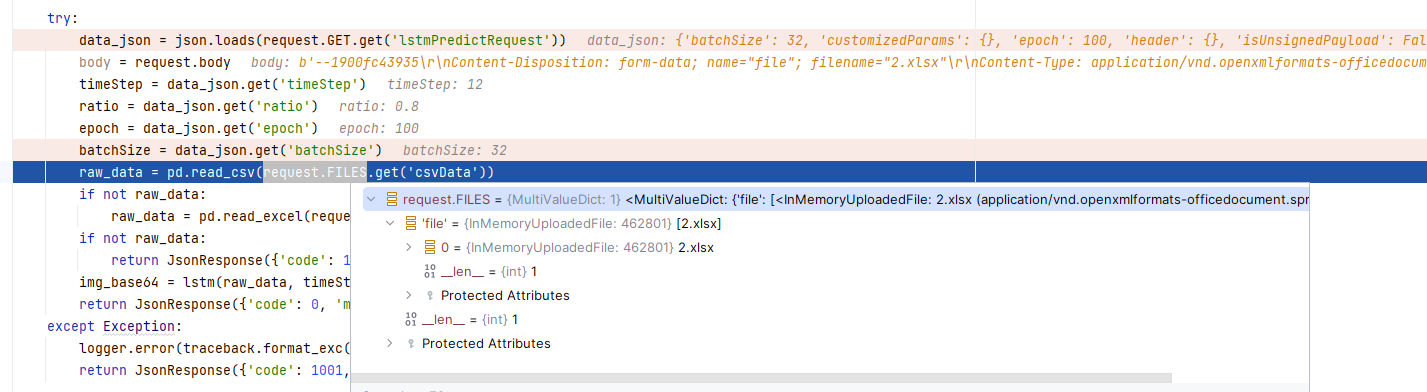 try:
data_json = json.loads(request.GET.get('lstmPredictRequest')) data_json: {'batchSize': 32, 'customizedParams': {}, 'epoch': 100, 'header': {}, 'isUnsignedPayload': Fal
body = request.body body: b'--1900fc43935\r\nContent-Disposition: form-data; name="file"; filename="2.xlsx"\r\nContent-Type: application/vnd.openxmlformats-officedocum
timeStep = data_json.get('timeStep') timeStep: 12
ratio = data_json.get('ratio') ratio: 0.8
epoch = data_json.get('epoch') epoch: 100
batchSize = data_json.get('batchSize') batchSize: 32
raw_data = pd.read_csv(request.FILES.get('csvData'))
if not raw_data:
request.FILES = {MultiValueDict: 1} <MultiValueDict: {'file': [<InMemoryUploadedFile: 2.xlsx (application/vnd.openxmlformats-officedocument.spr
raw_data = pd.read_excel(reque
'file' = {InMemoryUploadedFile: 462801} [2.xlsx]
if not raw_data:
0 = {InMemoryUploadedFile: 462801} 2.xlsx
return JsonResponse({'code': 1
__len__ = {int} 1
img_base64 = lstm(raw_data, timeSt
Protected Attributes
return JsonResponse({'code': 0, 'm
__len__ = {int} 1
except Exception:
Protected Attributes
logger.error(traceback.format_exc(
return JsonResponse({'code': 1001,